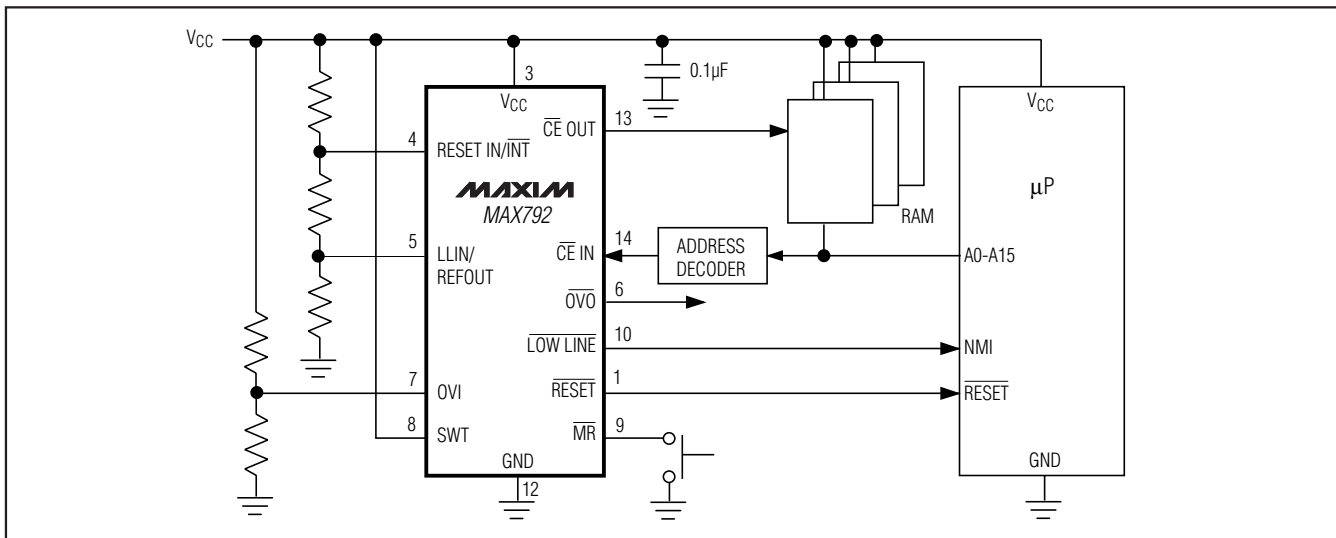 VCC
0.1µF
3
VCC
VCC
13
CE OUT
4
RESET IN/INT
MAXIM
MAX792
µP
RAM
5
LLIN/
REFOUT
14
CE IN
ADDRESS
DECODER
A0-A15
6
OVO
10
LOW LINE
NMI
7
OVI
1
RESET
RESET
8
SWT
9
MR
GND
12
GND